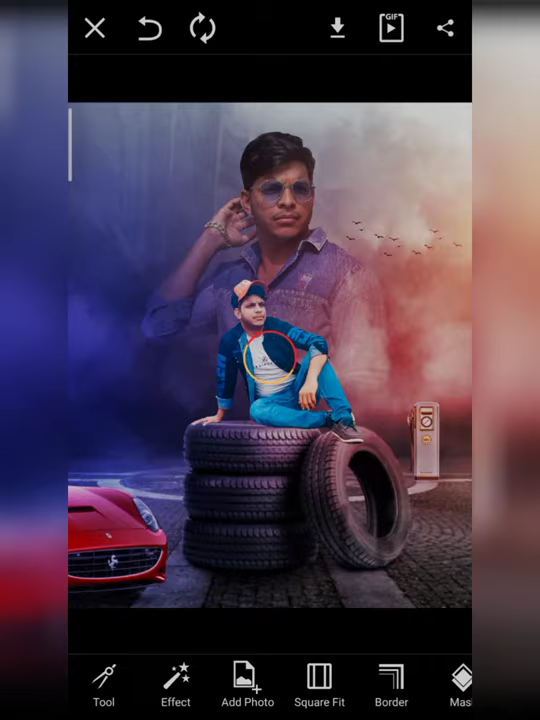 GIF
Tool
Effect
Add Photo
Square Fit
Border
Mas